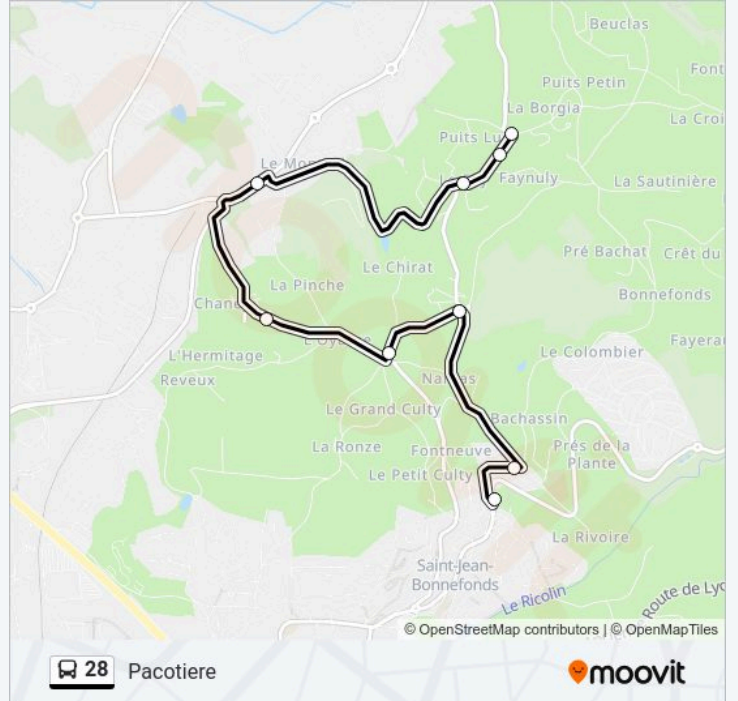 Beuclas
Puits Petin
Font
La Borgia
La Croi
Puits Lu
Le Mon
Faynuly
La Sautinière
Pré Bachat
Crêt du
Le Chirat
La Pinche
Bonnefonds
Chane
Fayera
L'Hermitage
Le Colombier
Reveux
Le Grand Culty
Bachassin
La Ronze
Fontneuve
Prés de la
Plante
Le Petit Culty
La Rivoire
Saint-Jean-
Bonnefonds
Le Ricolin
Route de Lyo
© OpenStreetMap contributors | © OpenMapTiles
28 Pacotiere
moovit